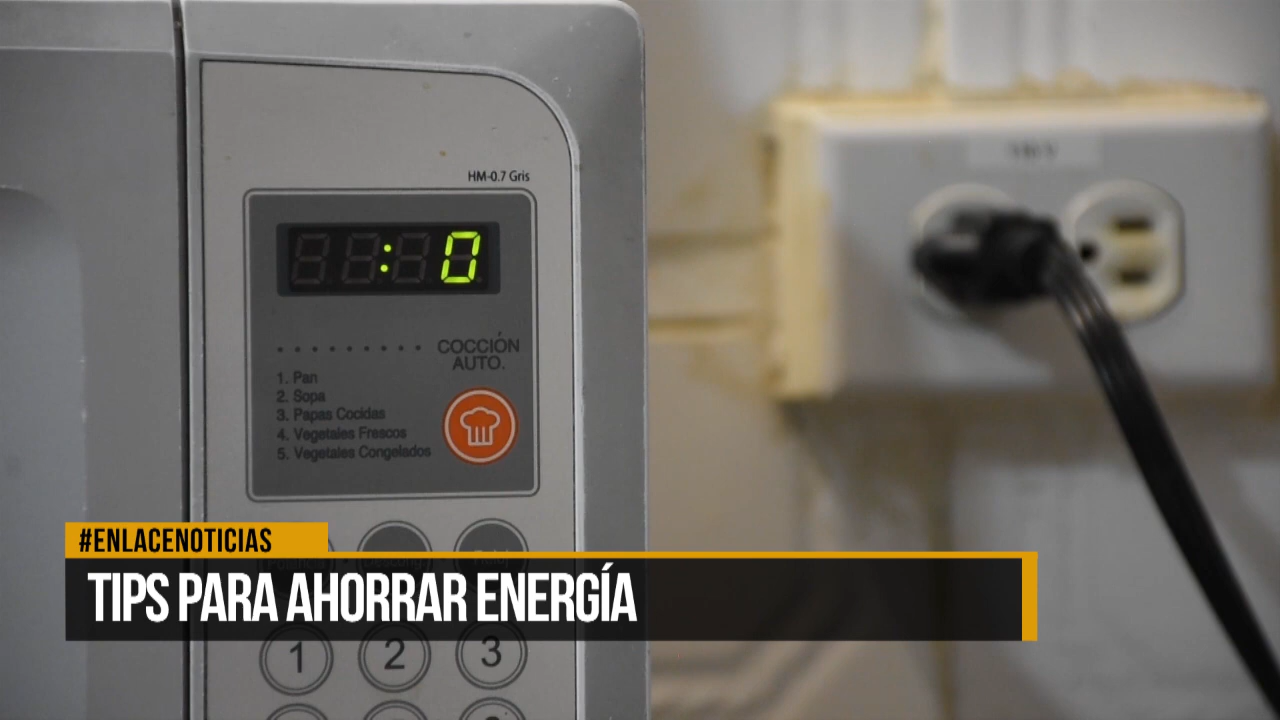 HM-0.7 Gris
: 0
COCCIÓN
AUTO.
1. Pan
2. Sopa
3. Papas Cocidas
4. Vegetales Frescos
5. Vegetales Congelados
#ENLACENOTICIAS
TIPS PARA AHORRAR ENERGÍA
1 2 3